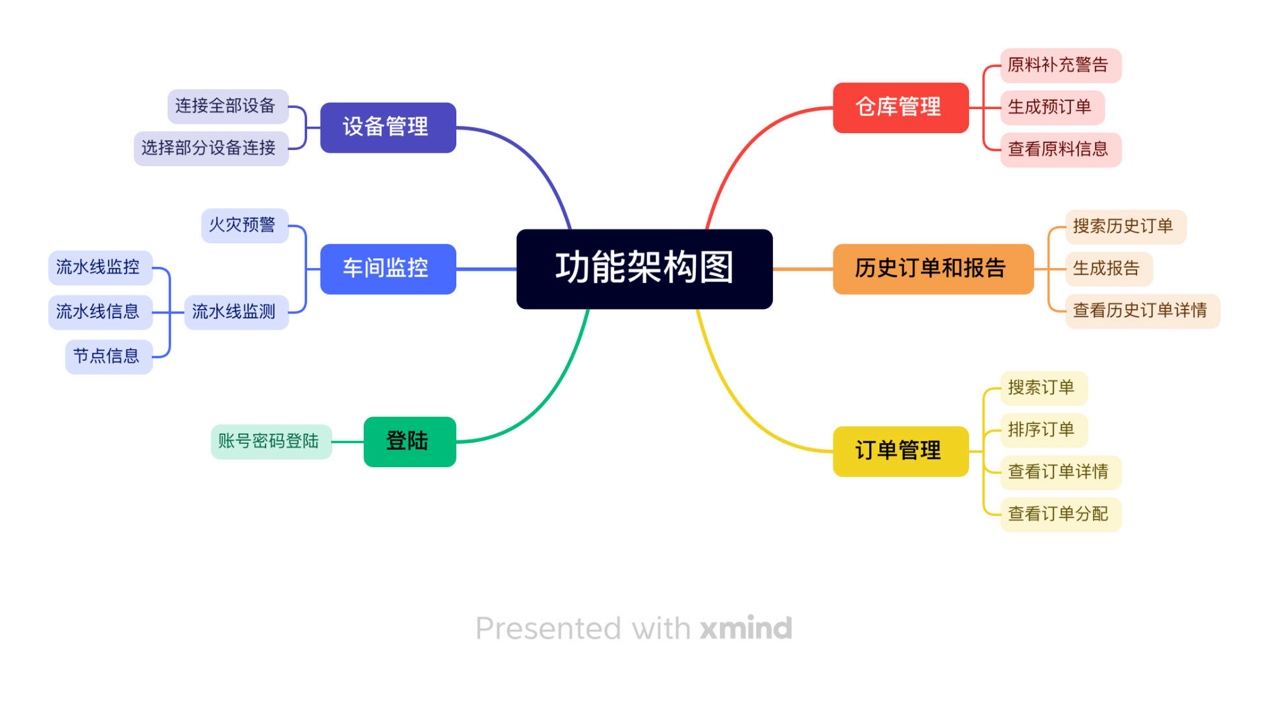 功能架构图
仓库管理
原料补充警告
生成预订单
查看原料信息
历史订单和报告
搜索历史订单
生成报告
查看历史订单详情
订单管理
搜索订单
排序订单
查看订单详情
查看订单分配
设备管理
连接全部设备
选择部分设备连接
车间监控
火灾预警
流水线监测
流水线监控
流水线信息
节点信息
登陆
账号密码登陆
Presented with xmind